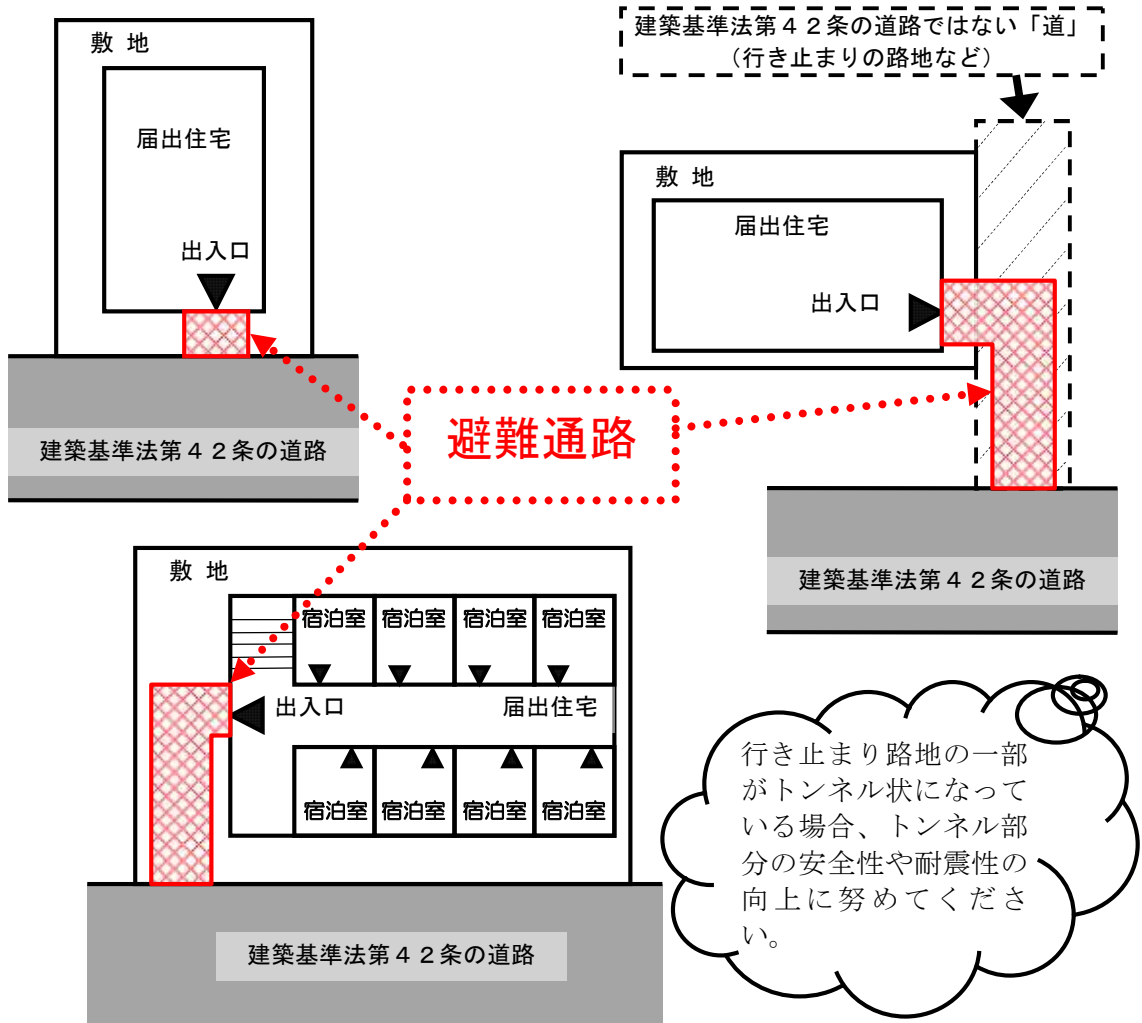 敷 地
届出住宅
出入口
建築基準法第４２条の道路
建築基準法第４２条の道路ではない「道」
（行き止まりの路地など）
敷 地
届出住宅
出入口
建築基準法第４２条の道路
避難通路
敷 地
宿泊室 宿泊室 宿泊室 宿泊室
出入口
届出住宅
宿泊室 宿泊室 宿泊室 宿泊室
建築基準法第４２条の道路
行き止まり路地の一部
がトンネル状になって
いる場合、トンネル部
分の安全性や耐震性の
向上に努めてくださ
い。